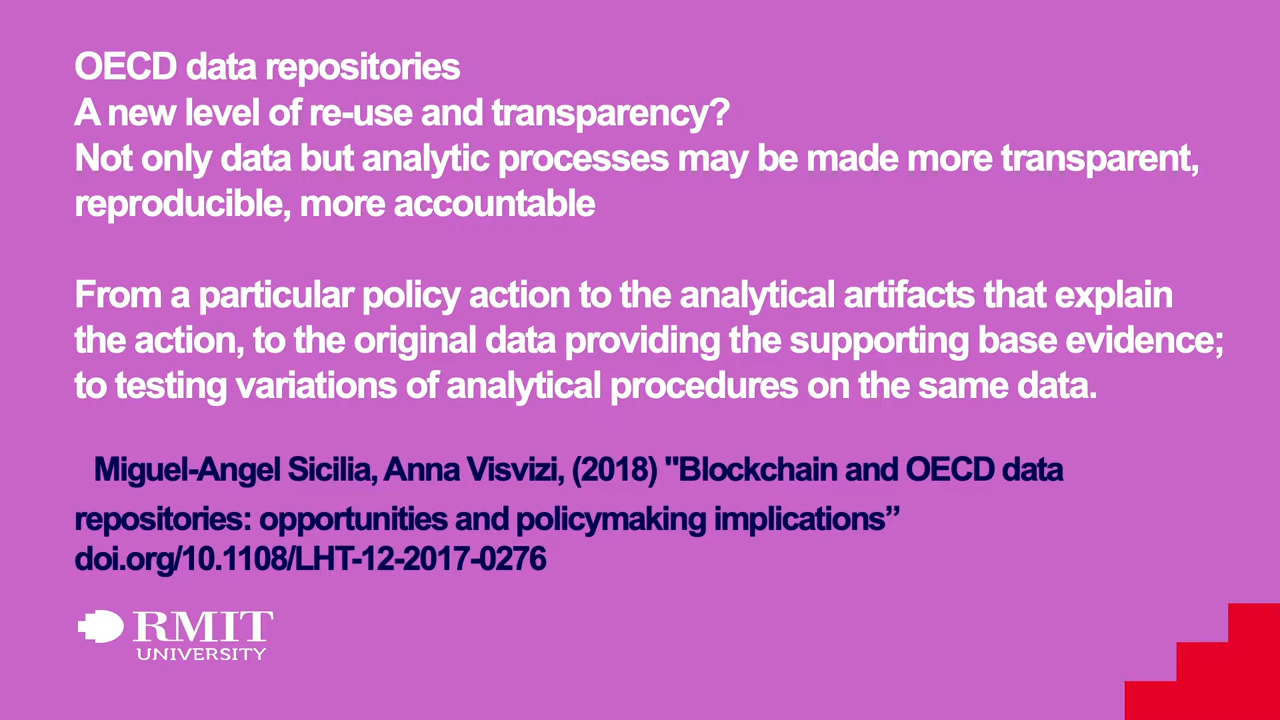 OECD data repositories
A new level of re-use and transparency?
Not only data but analytic processes may be made more transparent,
reproducible, more accountable
From a particular policy action to the analytical artifacts that explain
the action, to the original data providing the supporting base evidence;
to testing variations of analytical procedures on the same data.
Miguel-Angel Sicilia, Anna Visvizi, (2018) "Blockchain and OECD data
repositories: opportunities and policymaking implications”
doi.org/10.1108/LHT-12-2017-0276
RMIT
UNIVERSITY